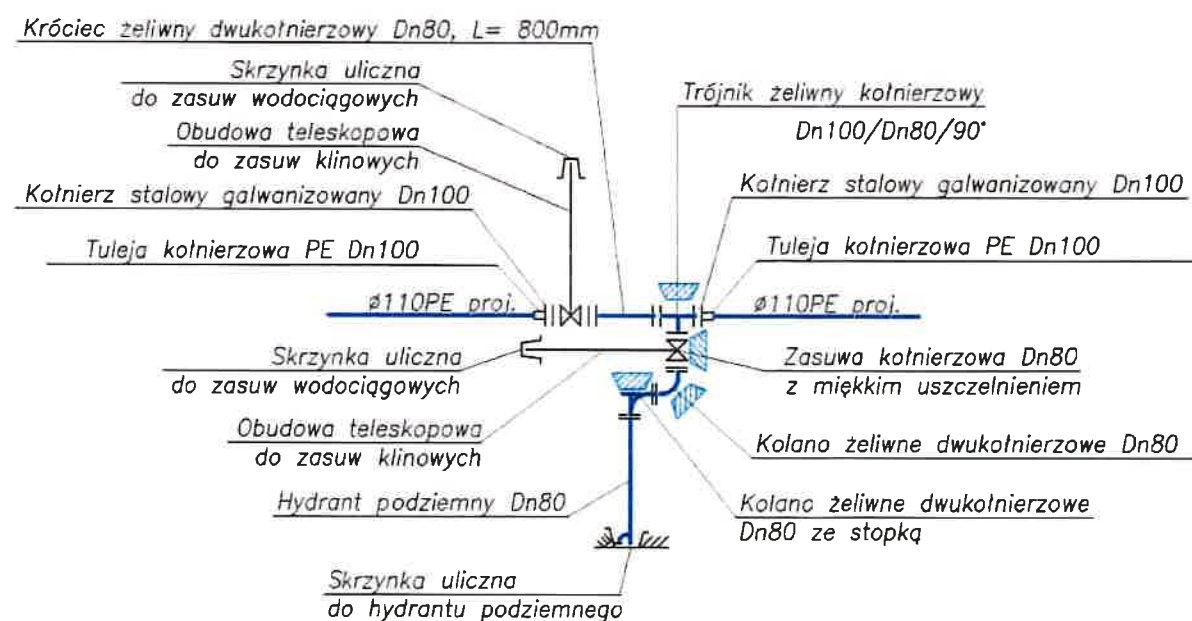 Króciec żeliwny dwukołnierzowy Dn80, L= 800mm
Skrzynka uliczna
do zasuw wodociągowych
Obudowa teleskopowa
do zasuw klinowych
Kołnierz stalowy galwanizowany Dn100
Tuleja kołnierzowa PE Dn100
ø110PE proj.
Trójnik żeliwny kołnierzowy
Dn100/Dn80/90°
Kołnierz stalowy galwanizowany Dn100
Tuleja kołnierzowa PE Dn100
ø110PE proj.
Skrzynka uliczna
do zasuw wodociągowych
Zasuwa kołnierzowa Dn80
z miękkim uszczelnieniem
Obudowa teleskopowa
do zasuw klinowych
Kolano żeliwne dwukołnierzowe Dn80
Hydrant podziemny Dn80
Kolano żeliwne dwukołnierzowe
Dn80 ze stopką
Skrzynka uliczna
do hydrantu podziemnego